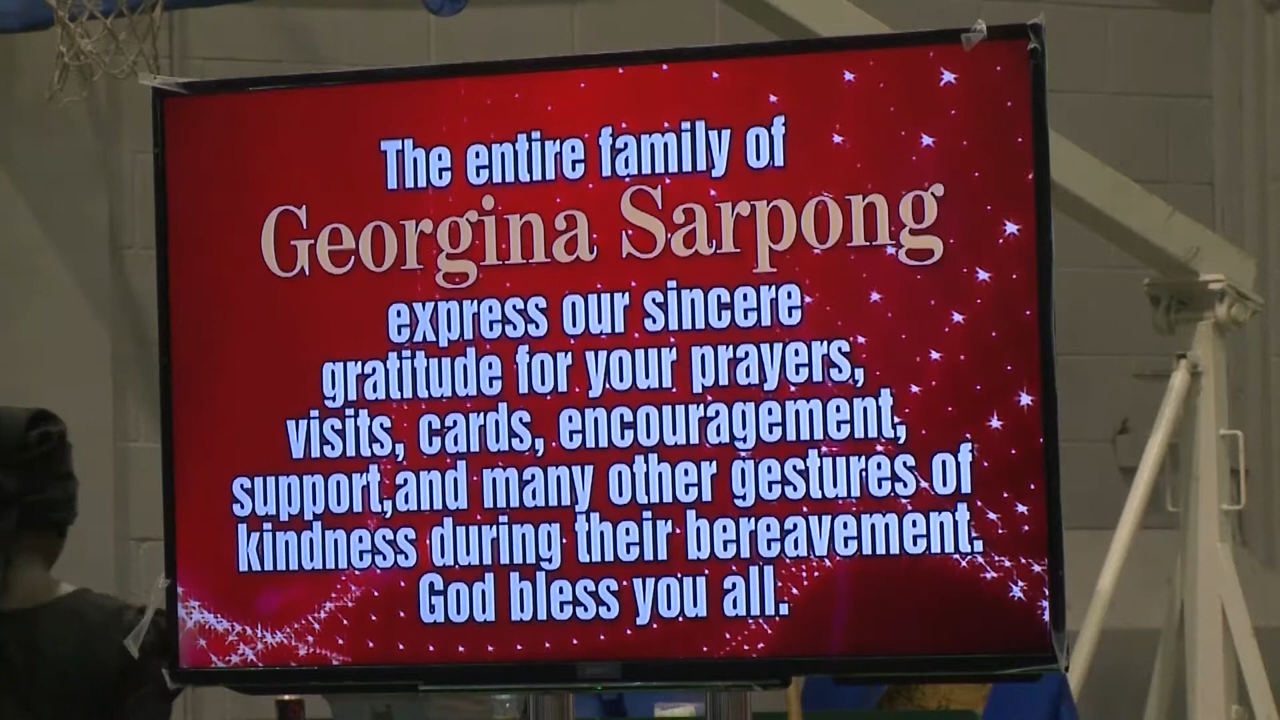 The entire family of
Georgina Sarpong
express our sincere
gratitude for your prayers,
visits, cards, encouragement,
support,and many other gestures of
kindness during their bereavement.
God bless you all.